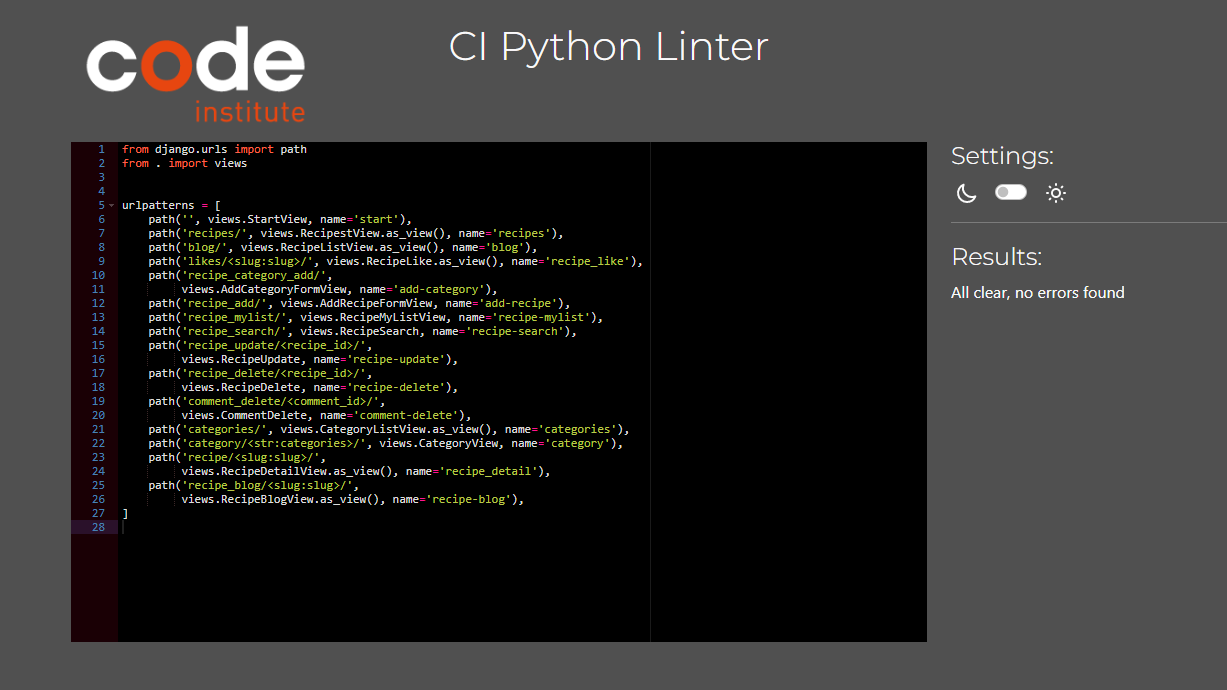 code
institute
CI Python Linter
1 from django.urls import path
2 from . import views
3
4
5 urlpatterns = [
6     path('', views.StartView, name='start'),
7     path('recipes/', views.RecipestView.as_view(), name='recipes'),
8     path('blog/', views.RecipeListView.as_view(), name='blog'),
9     path('likes/<slug:slug>/', views.RecipeLike.as_view(), name='recipe_like'),
10     path('recipe_category_add/',
11          views.AddCategoryFormView, name='add-category'),
12     path('recipe_add/', views.AddRecipeFormView, name='add-recipe'),
13     path('recipe_mylist/', views.RecipeMyListView, name='recipe-mylist'),
14     path('recipe_search/', views.RecipeSearch, name='recipe-search'),
15     path('recipe_update/<recipe_id>/',
16          views.RecipeUpdate, name='recipe-update'),
17     path('recipe_delete/<recipe_id>/',
18          views.RecipeDelete, name='recipe-delete'),
19     path('comment_delete/<comment_id>/',
20          views.CommentDelete, name='comment-delete'),
21     path('categories/', views.CategoryListView.as_view(), name='categories'),
22     path('category/<str:categories>/', views.CategoryView, name='category'),
23     path('recipe/<slug:slug>/',
24          views.RecipeDetailView.as_view(), name='recipe_detail'),
25     path('recipe_blog/<slug:slug>/',
26          views.RecipeBlogView.as_view(), name='recipe-blog'),
27 ]
28
Settings:
Results:
All clear, no errors found